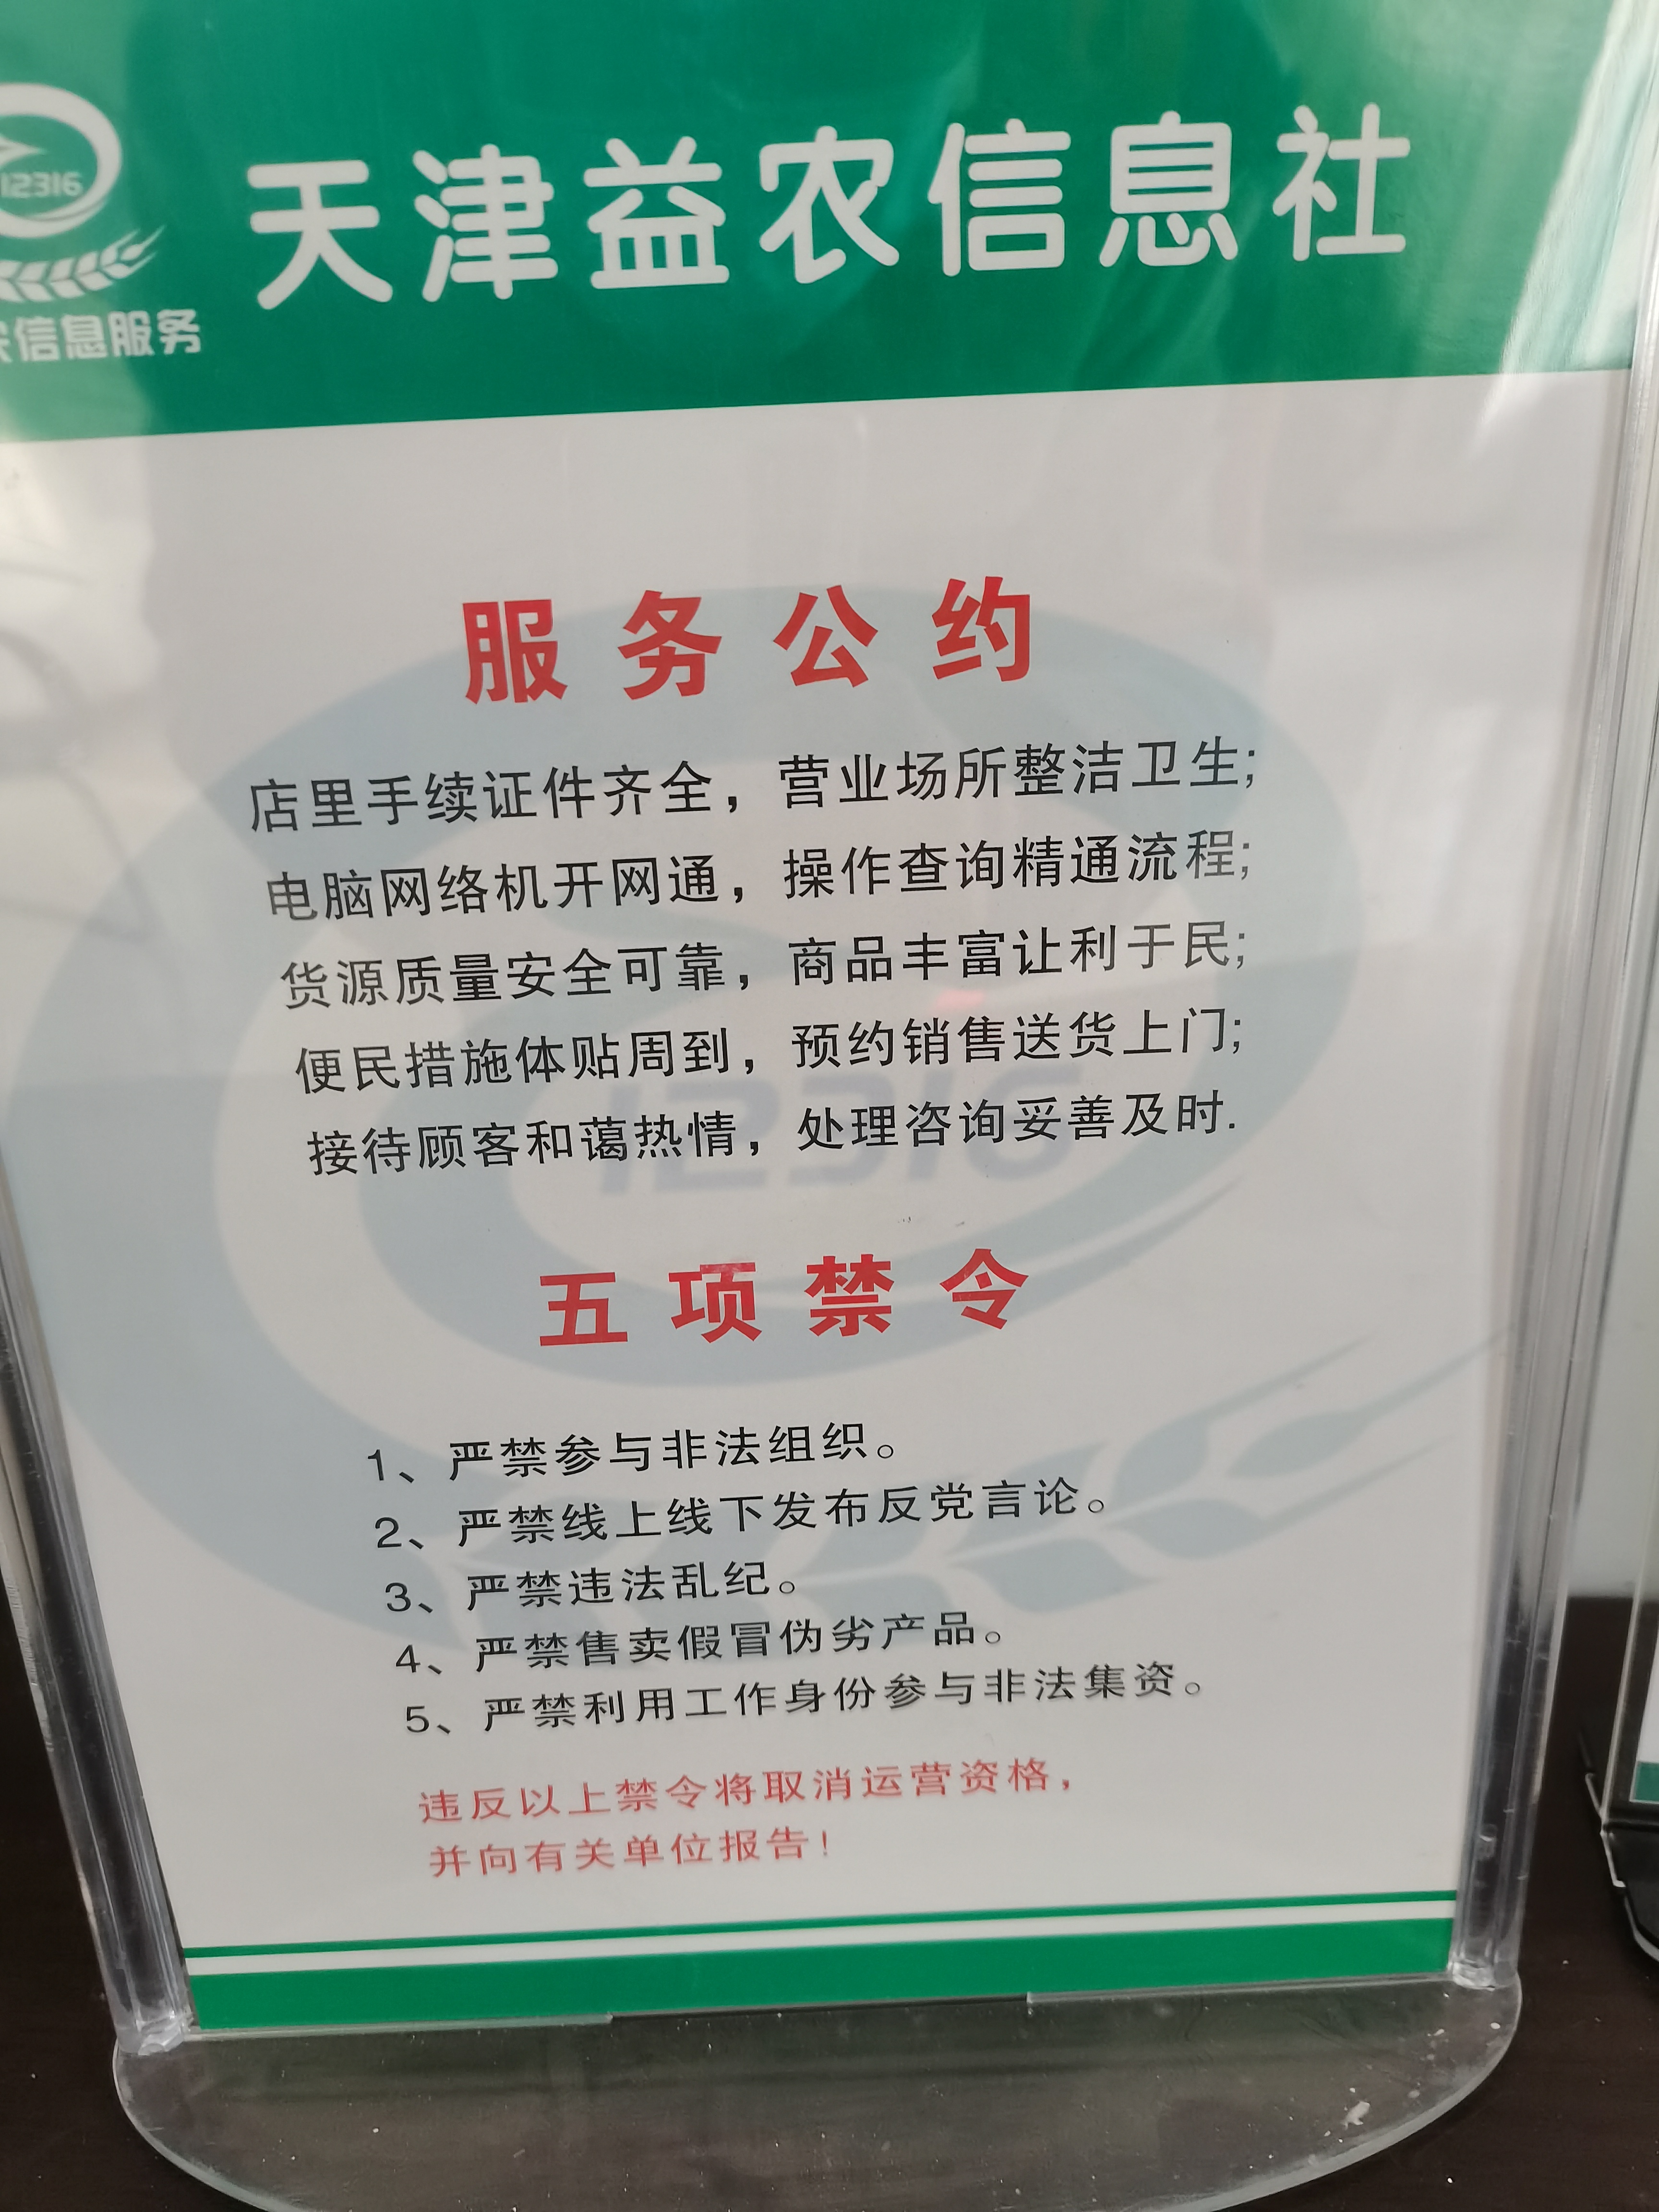 12316
天津益农信息社
信息服务
服务公约
店里手续证件齐全，营业场所整洁卫生;
电脑网络机开网通，操作查询精通流程;
货源质量安全可靠，商品丰富让利于民;
便民措施体贴周到，预约销售送货上门;
接待顾客和蔼热情，处理咨询妥善及时.
12316
五项禁令
1、严禁参与非法组织。
2、严禁线上线下发布反党言论。
3、严禁违法乱纪。
4、严禁售卖假冒伪劣产品。
5、严禁利用工作身份参与非法集资。
违反以上禁令将取消运营资格，
并向有关单位报告！